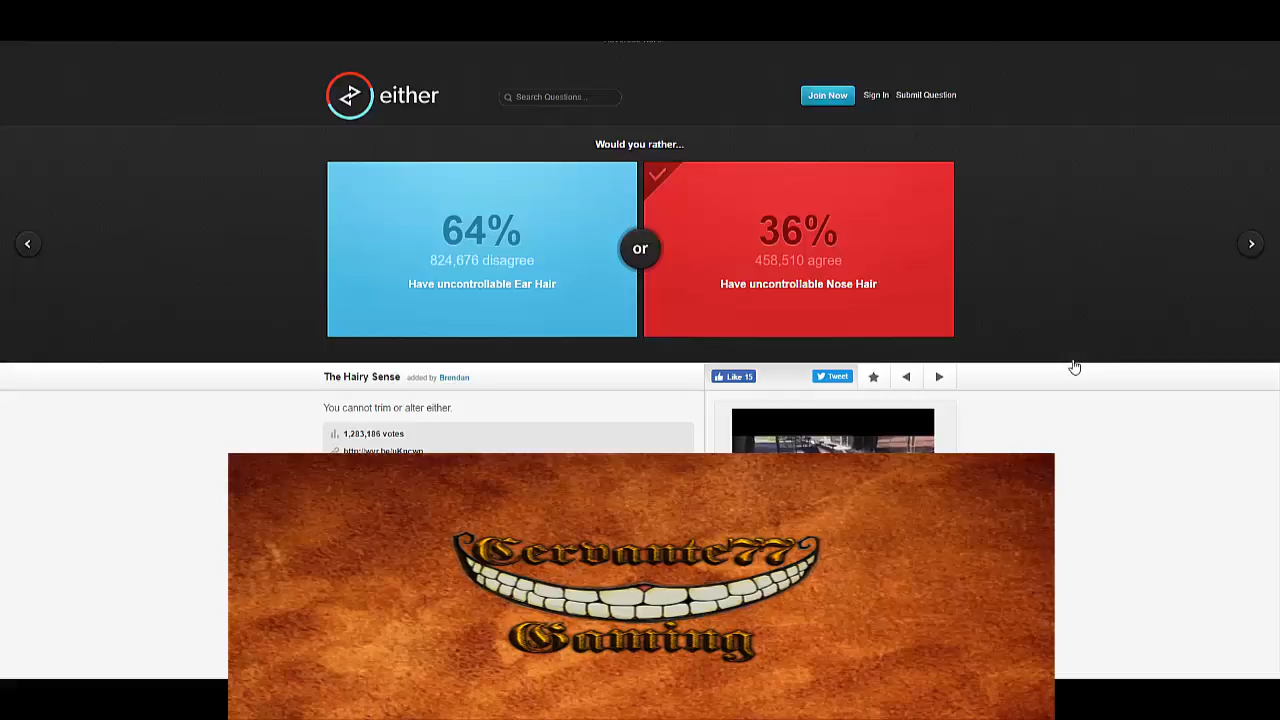 either
Search Questions...
Join Now
Sign In
Submit Question
Would you rather...
64%
824,676 disagree
Have uncontrollable Ear Hair
or
36%
458,510 agree
Have uncontrollable Nose Hair
The Hairy Sense added by Brendan
Like 15
Tweet
You cannot trim or alter either.
1,283,186 votes
Cervante77
Gaming